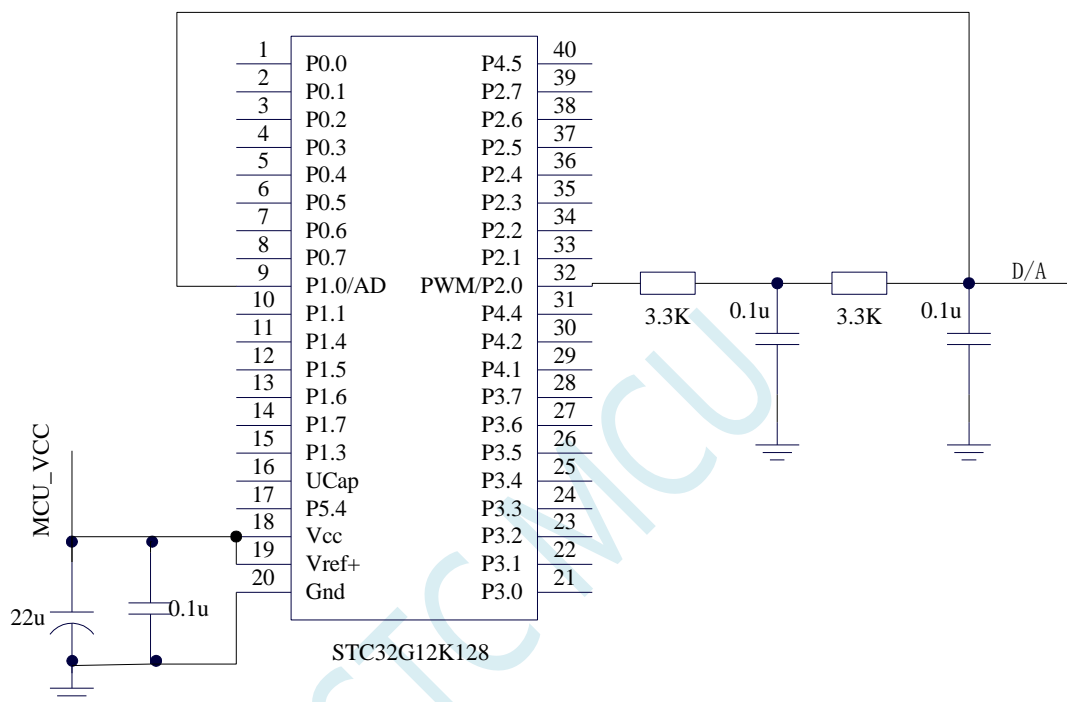 1 P0.0 P4.5 40
2 P0.1 P2.7 39
3 P0.2 P2.6 38
4 P0.3 P2.5 37
5 P0.4 P2.4 36
6 P0.5 P2.3 35
7 P0.6 P2.2 34
8 P0.7 P2.1 33
9 P1.0/AD PWM/P2.0 32
10 P1.1 P4.4 31
11 P1.4 P4.2 30
12 P1.5 P4.1 29
13 P1.6 P3.7 28
14 P1.7 P3.6 27
15 P1.3 P3.5 26
16 UCap P3.4 25
17 P5.4 P3.3 24
18 Vcc P3.2 23
19 Vref+ P3.1 22
20 Gnd P3.0 21
D/A
3.3K 0.1u 3.3K 0.1u
MCU_VCC
22u 0.1u
STC32G12K128
STC MCU